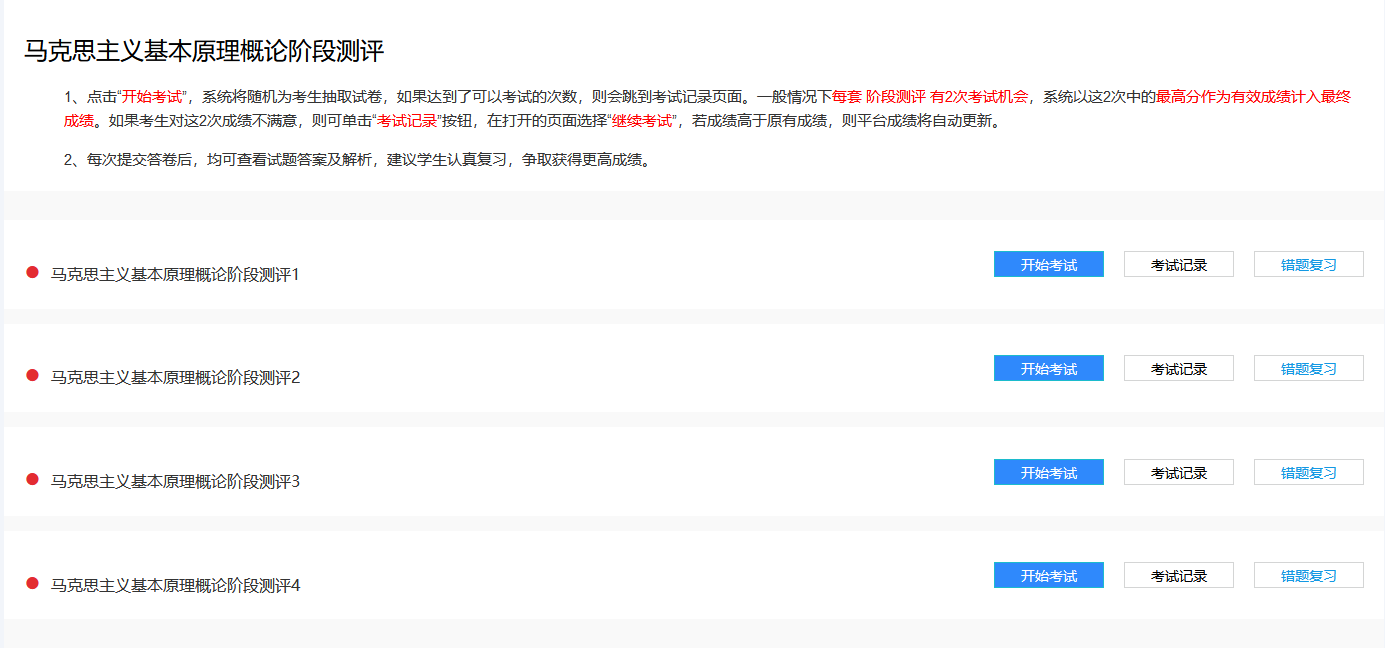 马克思主义基本原理概论阶段测评
1、点击“开始考试”，系统将随机为考生抽取试卷，如果达到了可以考试的次数，则会跳到考试记录页面。一般情况下每套 阶段测评 有2次考试机会，系统以这2次中的最高分作为有效成绩计入最终
成绩。如果考生对这2次成绩不满意，则可单击“考试记录”按钮，在打开的页面选择“继续考试”，若成绩高于原有成绩，则平台成绩将自动更新。
2、每次提交答卷后，均可查看试题答案及解析，建议学生认真复习，争取获得更高成绩。
马克思主义基本原理概论阶段测评1 开始考试 考试记录 错题复习
马克思主义基本原理概论阶段测评2 开始考试 考试记录 错题复习
马克思主义基本原理概论阶段测评3 开始考试 考试记录 错题复习
马克思主义基本原理概论阶段测评4 开始考试 考试记录 错题复习